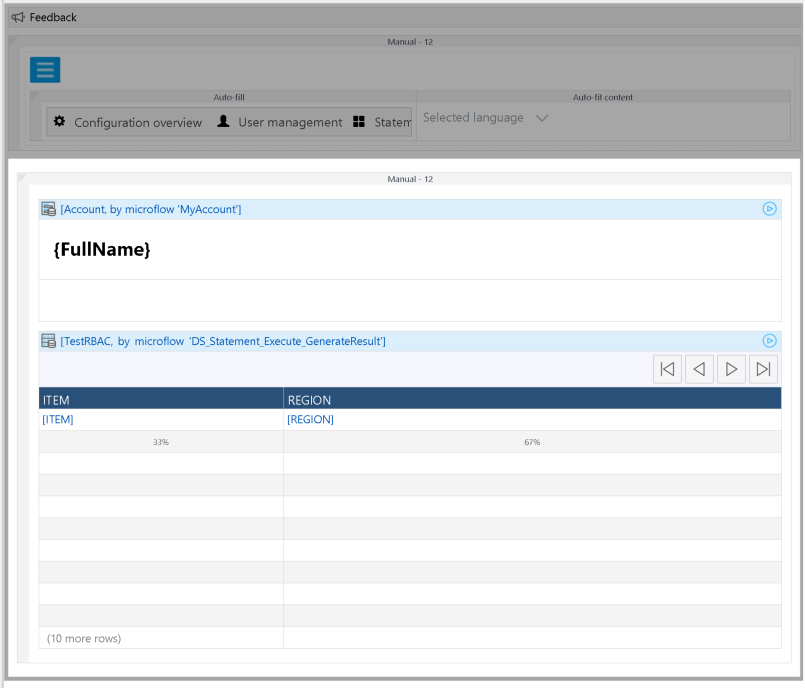 Feedback
Manual - 12
Auto-fill
Auto-fit content
Configuration overview
User management
Statem
Selected language
Manual - 12
[Account, by microflow 'MyAccount']
{FullName}
[TestRBAC, by microflow 'DS_Statement_Execute_GenerateResult']
ITEM
REGION
[ITEM]
[REGION]
33%
67%
(10 more rows)